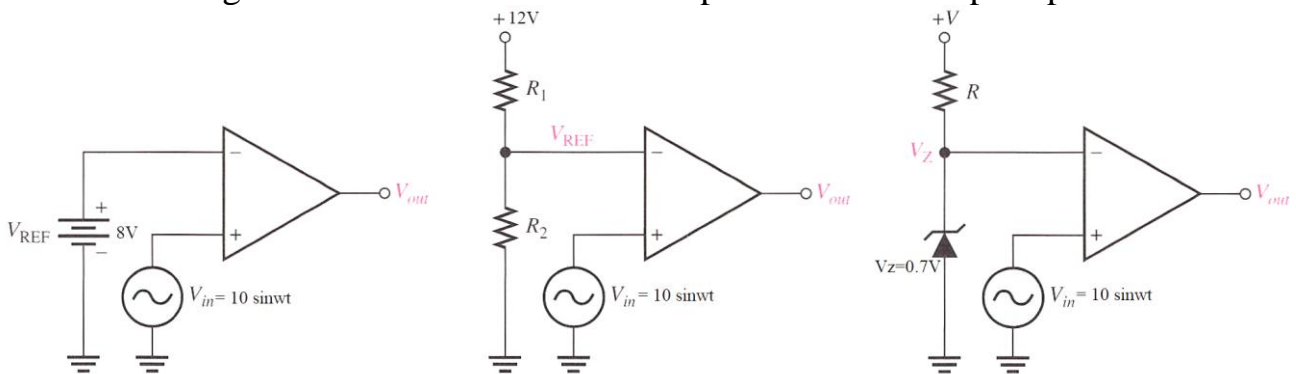 +12V
+V
R1
R
VREF
VZ
−
−
−
Vout
Vout
Vout
+
VREF
8V
R2
−
+
+
+
Vz=0.7V
Vin= 10 sinwt
Vin= 10 sinwt
Vin= 10 sinwt